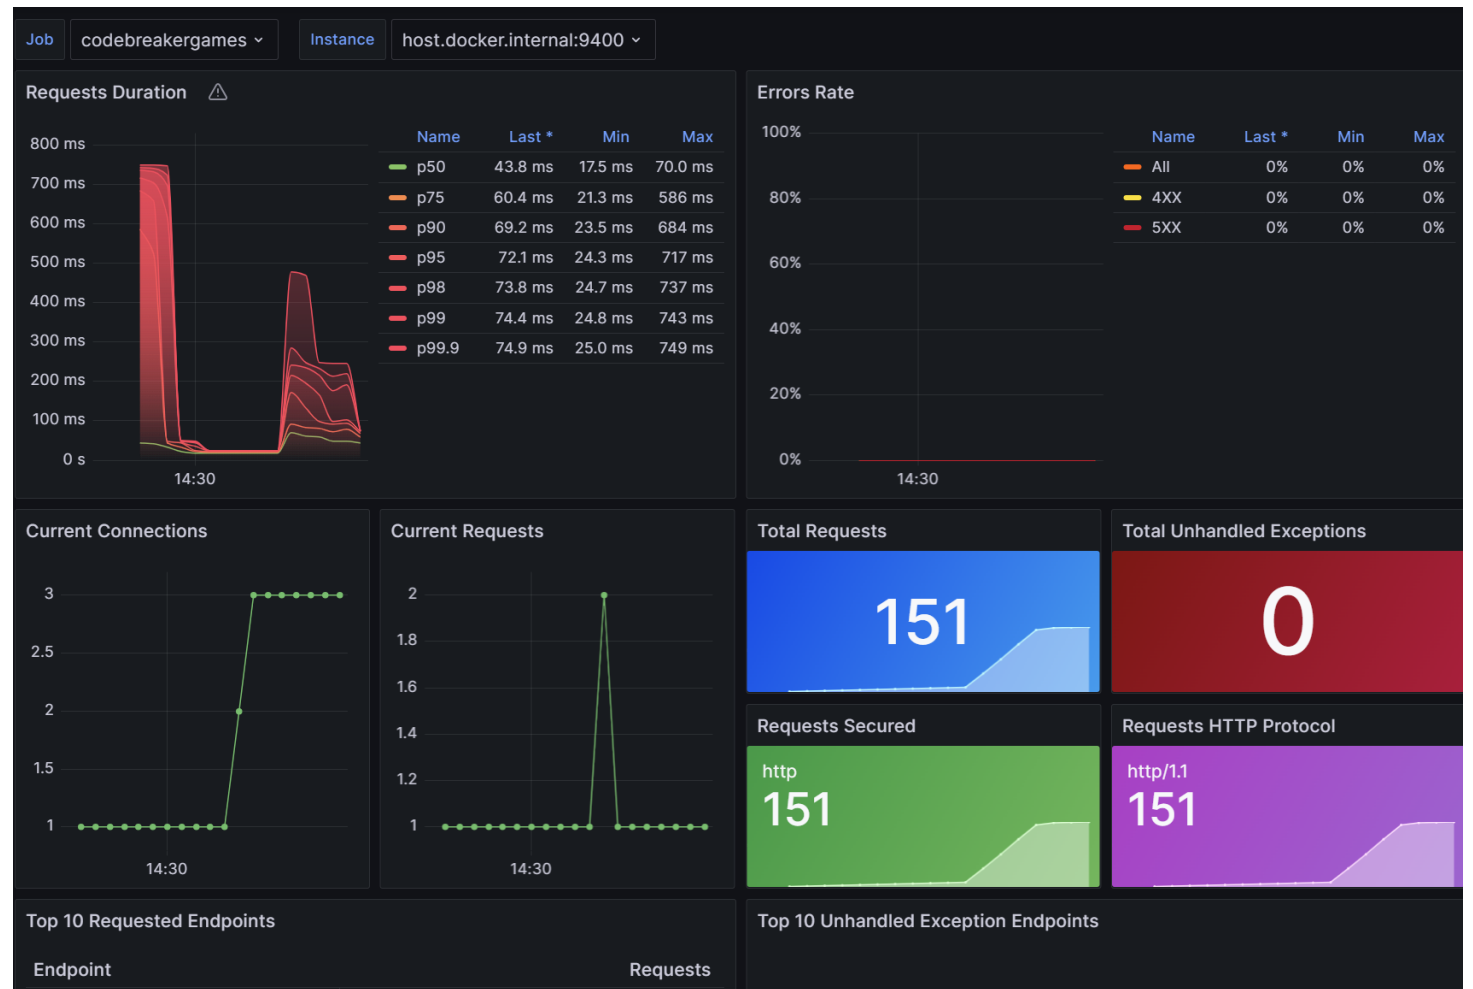 Job codebreakergames Instance host.docker.internal:9400
Requests Duration
Name Last * Min Max
p50 43.8 ms 17.5 ms 70.0 ms
p75 60.4 ms 21.3 ms 586 ms
p90 69.2 ms 23.5 ms 684 ms
p95 72.1 ms 24.3 ms 717 ms
p98 73.8 ms 24.7 ms 737 ms
p99 74.4 ms 24.8 ms 743 ms
p99.9 74.9 ms 25.0 ms 749 ms
800 ms
700 ms
600 ms
500 ms
400 ms
300 ms
200 ms
100 ms
0 s
14:30
Errors Rate
Name Last * Min Max
All 0% 0% 0%
4XX 0% 0% 0%
5XX 0% 0% 0%
100%
80%
60%
40%
20%
0%
14:30
Current Connections
3
2.5
2
1.5
1
14:30
Current Requests
2
1.8
1.6
1.4
1.2
1
14:30
Total Requests
151
Total Unhandled Exceptions
0
Requests Secured
http
151
Requests HTTP Protocol
http/1.1
151
Top 10 Requested Endpoints
Endpoint Requests
Top 10 Unhandled Exception Endpoints